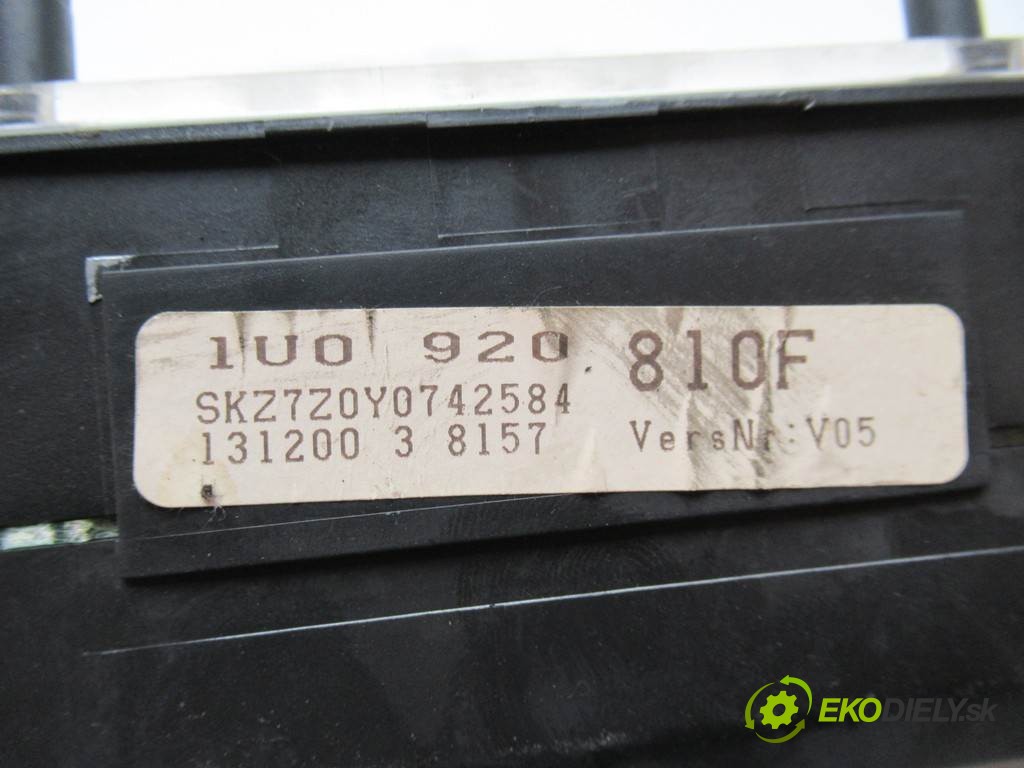 1U0 920 810F
SKZ7Z0Y0742584
131200 3 8157 VersNr:V05
EKODIELY.sk